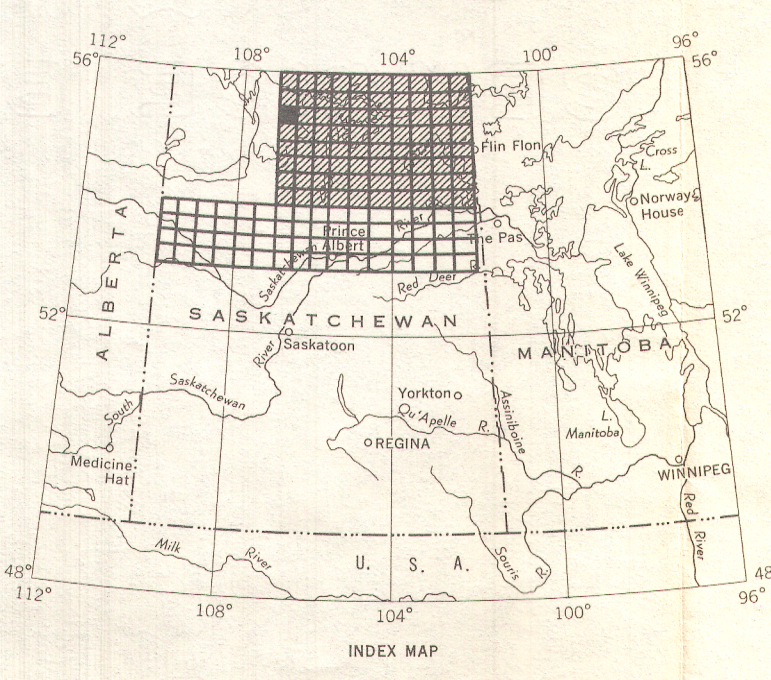 112° 108° 104° 100° 96°
56° 56°
Flin Flon
Cross
L.
Norway
House
River
Prince
Albert
The Pas
ALBERTA
Saskatchewan
Red Deer
Lake Winnipeg
52° SASKATCHEWAN 52°
MANITOBA
Saskatoon
River
Saskatchewan
South
Yorkton
Qu'Apelle R.
Assiniboine
R.
L.
Manitoba
REGINA
Medicine
Hat
WINNIPEG
Red
River
Milk River
U. S. A.
Souris
R.
48° 48
112° 108° 104° 100° 96°
INDEX MAP